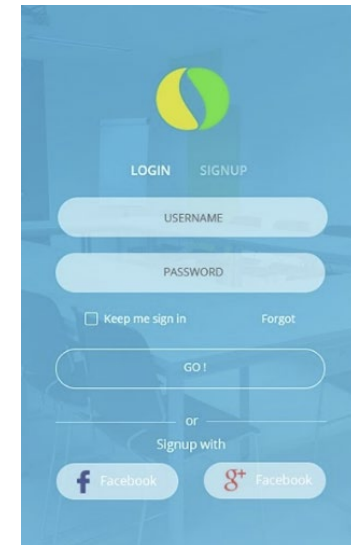 LOGIN SIGNUP
USERNAME
PASSWORD
Keep me sign in Forgot
GO !
or
Signup with
f Facebook g+ Facebook